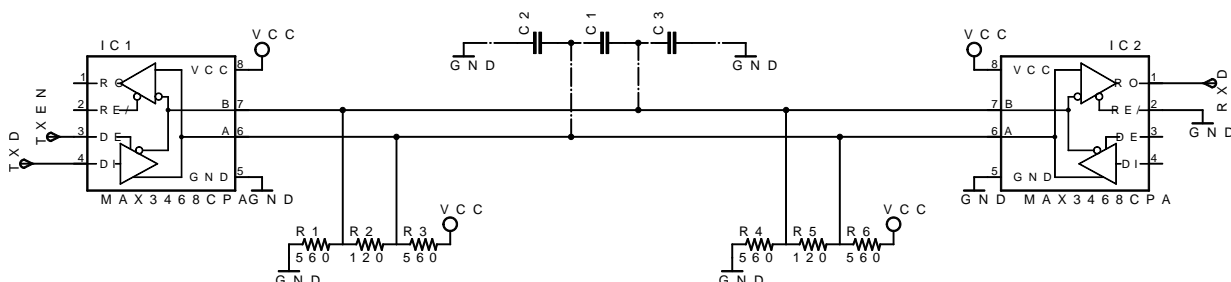 C2
C1
C3
GND
GND
IC1
VCC
VCC
8
1
RO
2
RE/
B
7
TXEN
3
DE
A
6
TXD
4
DI
GND
5
GND
MAX3468CPA
VCC
IC2
8
VCC
RO
1
RXD
7
B
RE/
2
GND
6
A
DE
3
DI
4
5
GND
GND
MAX3468CPA
R1
560
R2
120
R3
560
VCC
GND
R4
560
R5
120
R6
560
VCC
GND